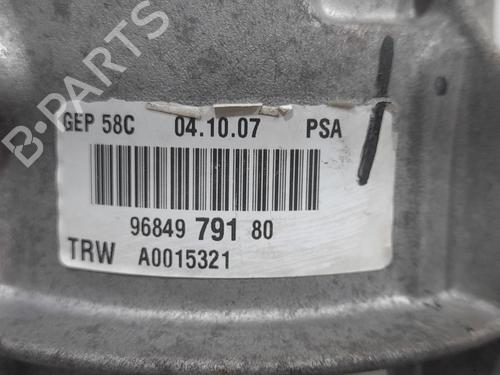 B-PARTS
GEP 58C 04.10.07 PSA
96849 791 80
TRW A0015321